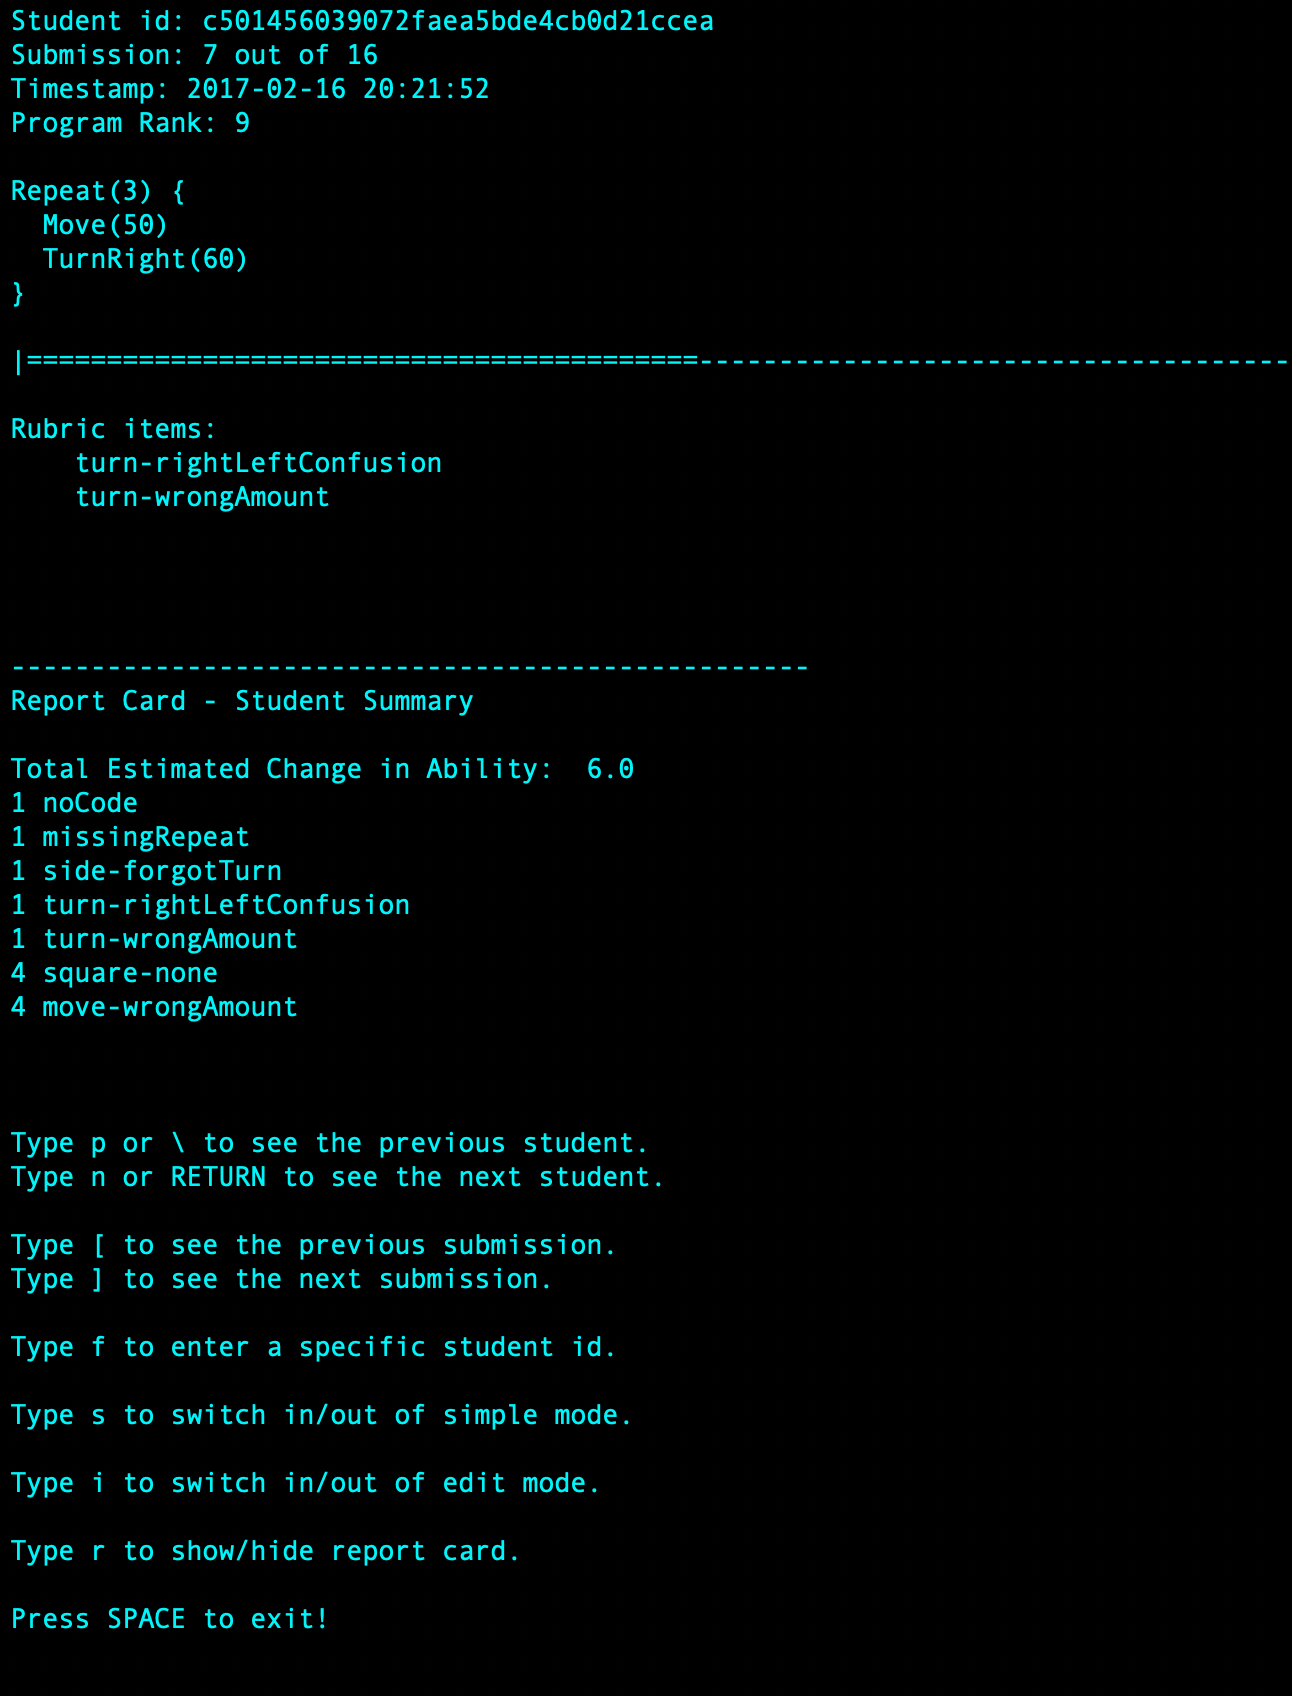 Student id: c501456039072faea5bde4cb0d21ccea
Submission: 7 out of 16
Timestamp: 2017-02-16 20:21:52
Program Rank: 9
Repeat(3) {
  Move(50)
  TurnRight(60)
}
|==========================================-------------------------------------
Rubric items:
    turn-rightLeftConfusion
    turn-wrongAmount
--------------------------------------------------
Report Card - Student Summary
Total Estimated Change in Ability:  6.0
1 noCode
1 missingRepeat
1 side-forgotTurn
1 turn-rightLeftConfusion
1 turn-wrongAmount
4 square-none
4 move-wrongAmount
Type p or \ to see the previous student.
Type n or RETURN to see the next student.
Type [ to see the previous submission.
Type ] to see the next submission.
Type f to enter a specific student id.
Type s to switch in/out of simple mode.
Type i to switch in/out of edit mode.
Type r to show/hide report card.
Press SPACE to exit!